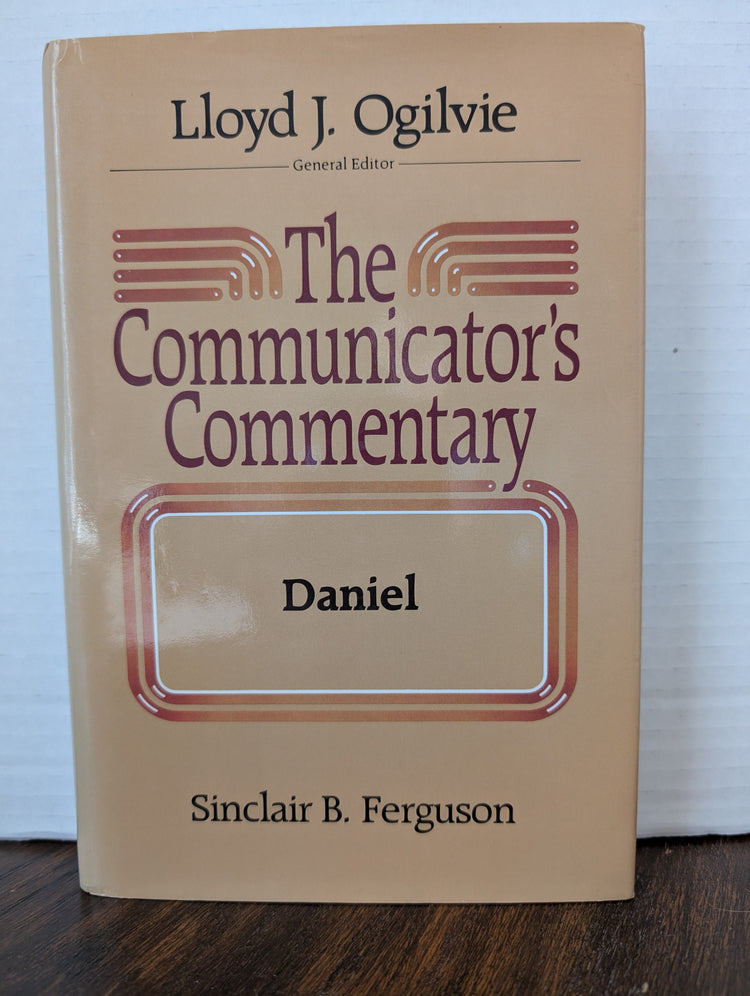 Lloyd J. Ogilvie
General Editor
The
Communicator's
Commentary
Daniel
Sinclair B. Ferguson